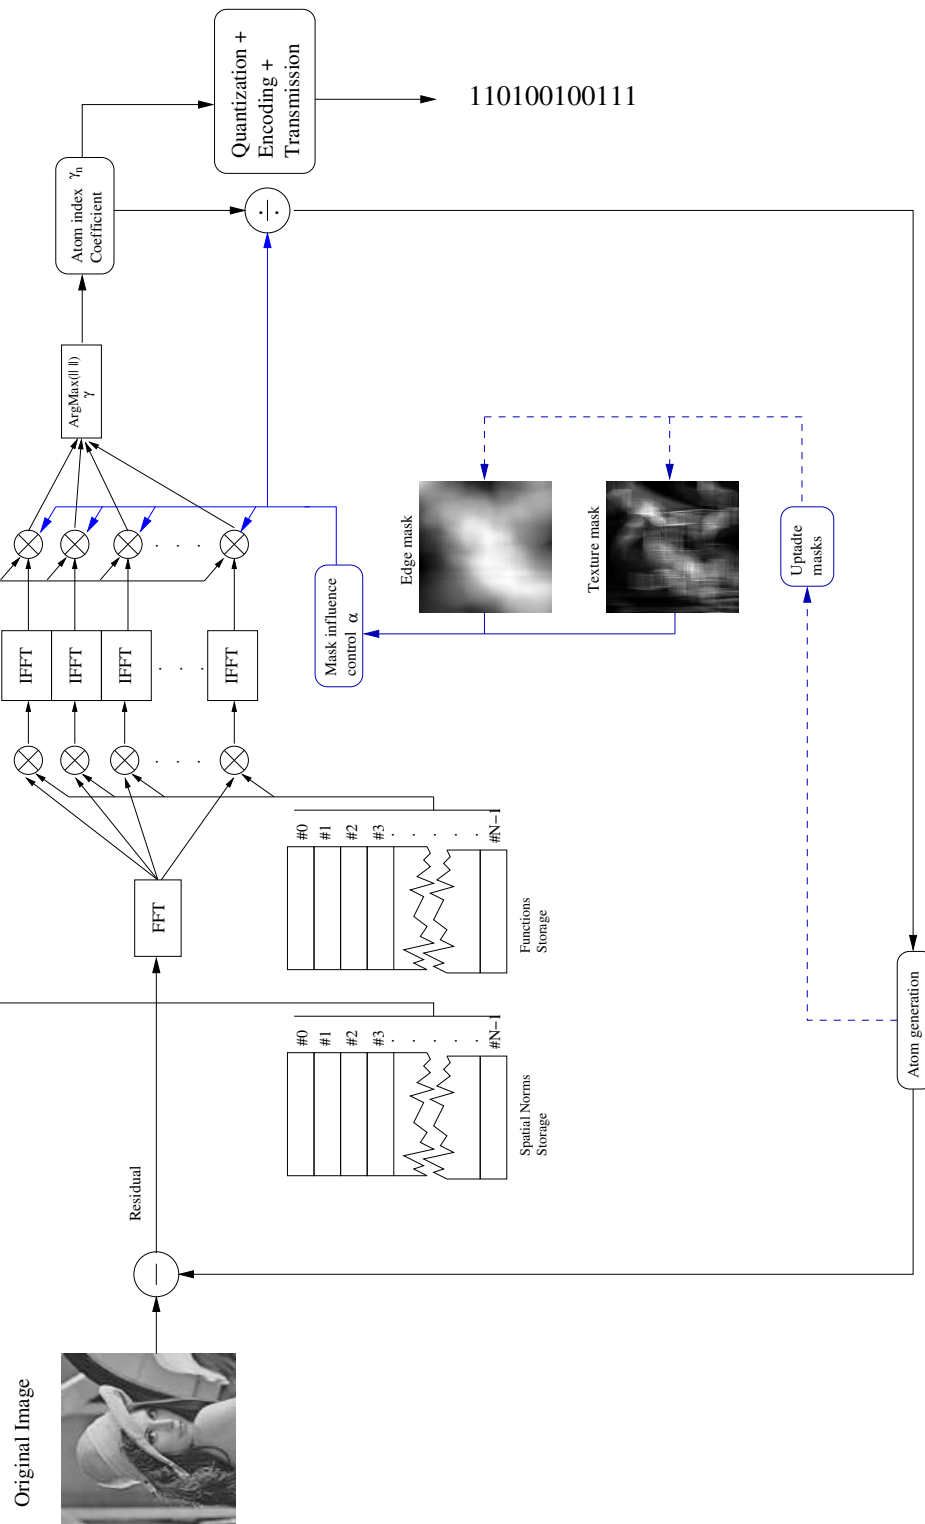 Original Image
Residual
FFT
Spatial Norms
Storage
#0
#1
#2
#3
. . . . .
#N−1
Functions
Storage
#0
#1
#2
#3
. . . . .
#N−1
IFFT
IFFT
IFFT
. . .
IFFT
. . .
. . .
ArgMax(|| ||)
γ
Atom index γn
Coefficient
Quantization +
Encoding +
Transmission
110100100111
Mask influence
control α
Edge mask
Texture mask
Uptadte
masks
Atom generation